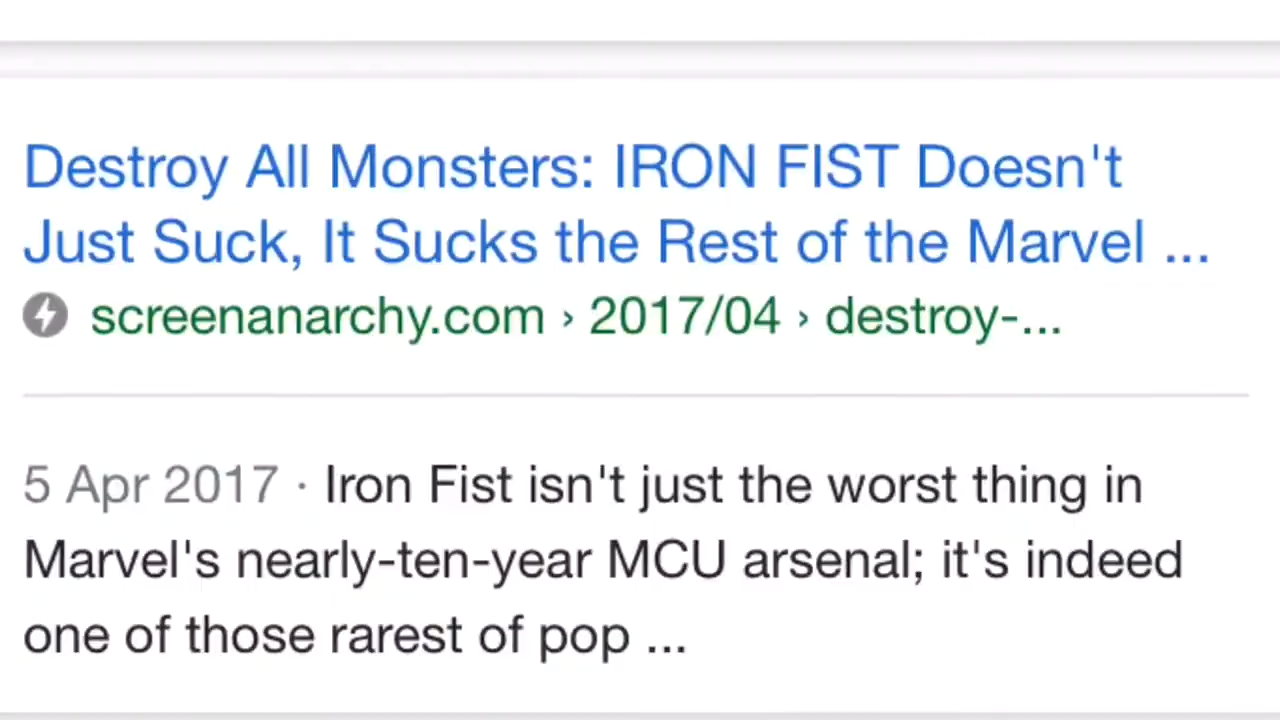 Destroy All Monsters: IRON FIST Doesn't
Just Suck, It Sucks the Rest of the Marvel ...
screenanarchy.com › 2017/04 › destroy-...
5 Apr 2017 · Iron Fist isn't just the worst thing in
Marvel's nearly-ten-year MCU arsenal; it's indeed
one of those rarest of pop ...